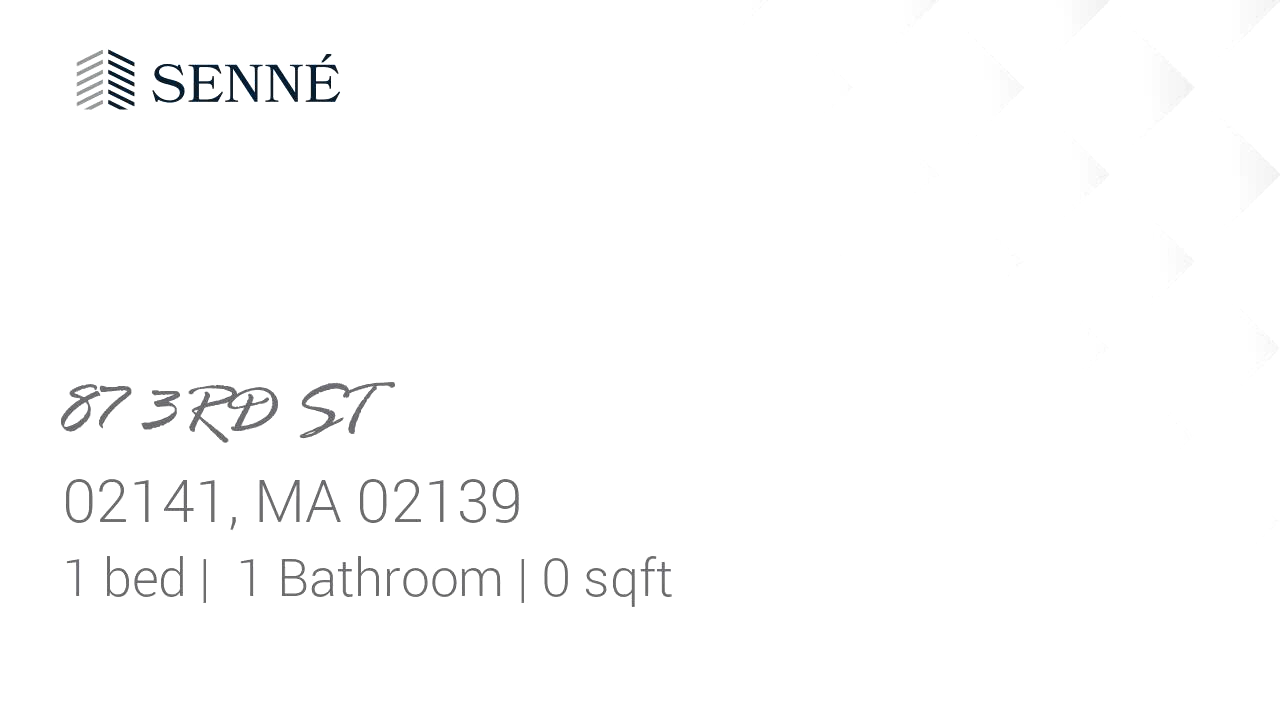 SENNÉ
87 3RD ST
02141, MA 02139
1 bed | 1 Bathroom | 0 sqft